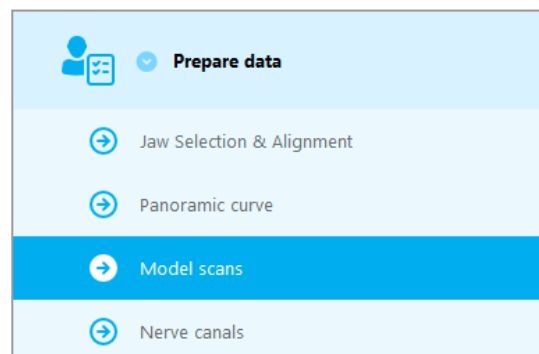 Prepare data
Jaw Selection & Alignment
Panoramic curve
Model scans
Nerve canals